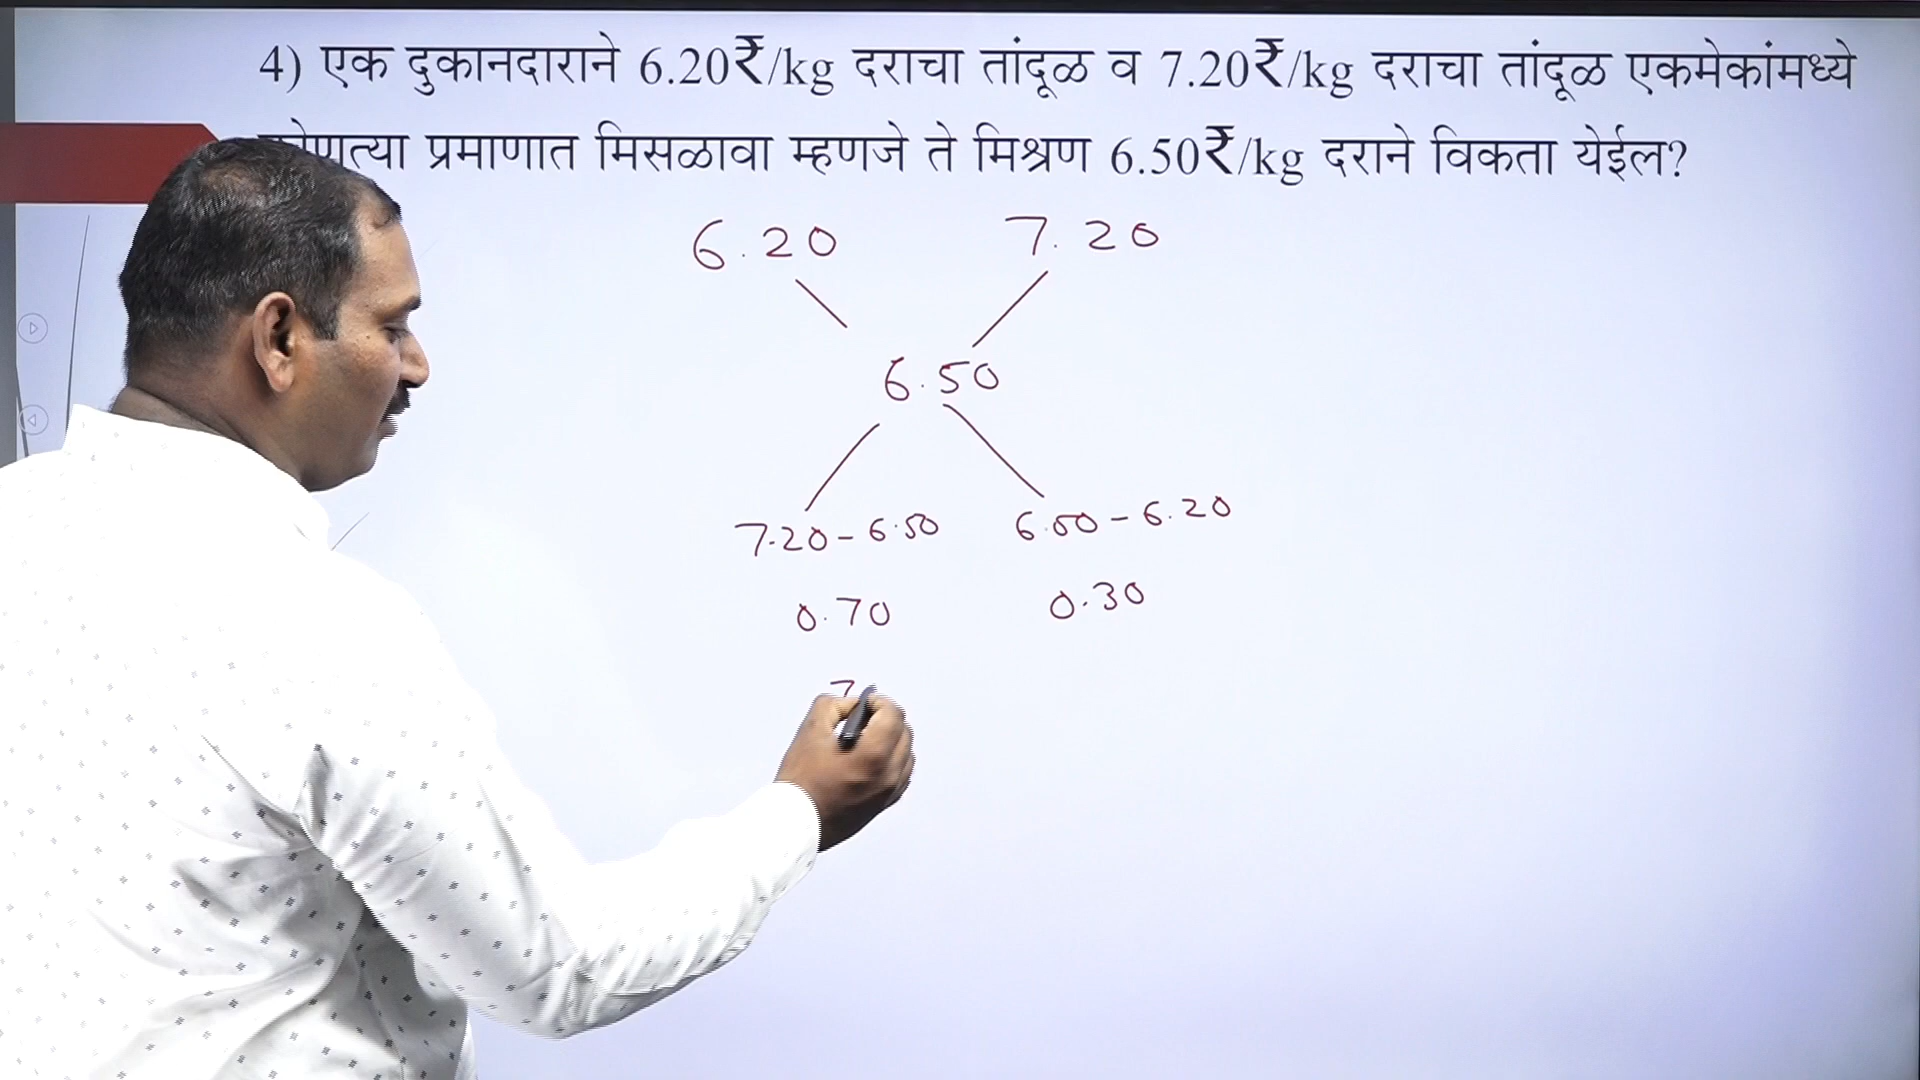 4) एक दुकानदाराने 6.20₹/kg दराचा तांदूळ व 7.20₹/kg दराचा तांदूळ एकमेकांमध्ये
प्रमाणात मिसळावा म्हणजे ते मिश्रण 6.50₹/kg दराने विकता येईल?
6.20 7.20
6.50
7.20-6.50 6.50-6.20
0.70 0.30
7